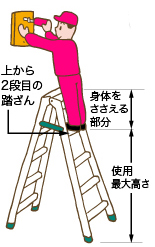 上から
2段目の
踏ざん
身体を
ささえる
部分
使用
最大高さ